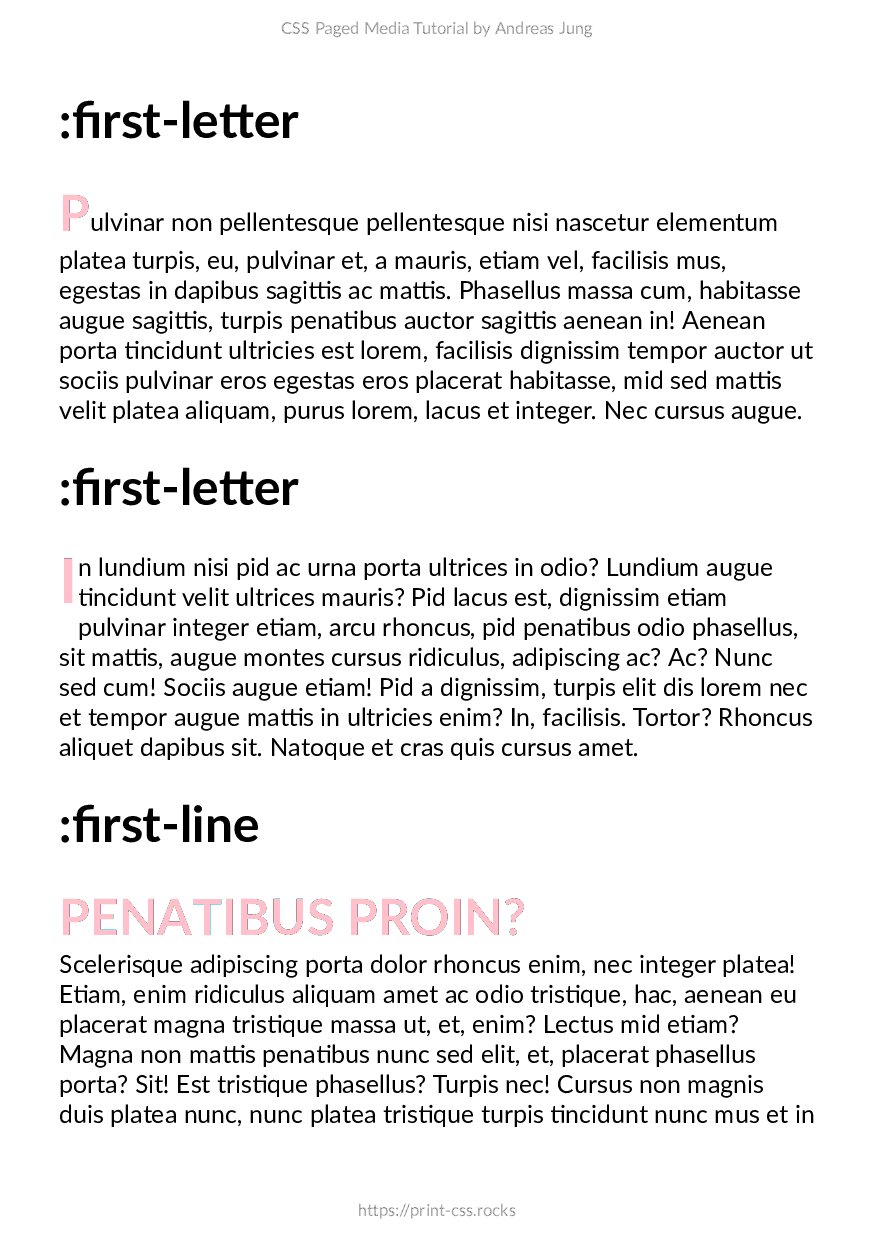 CSS Paged Media Tutorial by Andreas Jung
:first-letter
Pulvinar non pellentesque pellentesque nisi nascetur elementum
platea turpis, eu, pulvinar et, a mauris, etiam vel, facilisis mus,
egestas in dapibus sagittis ac mattis. Phasellus massa cum, habitasse
augue sagittis, turpis penatibus auctor sagittis aenean in! Aenean
porta tincidunt ultricies est lorem, facilisis dignissim tempor auctor ut
sociis pulvinar eros egestas eros placerat habitasse, mid sed mattis
velit platea aliquam, purus lorem, lacus et integer. Nec cursus augue.
:first-letter
In lundium nisi pid ac urna porta ultrices in odio? Lundium augue
tincidunt velit ultrices mauris? Pid lacus est, dignissim etiam
pulvinar integer etiam, arcu rhoncus, pid penatibus odio phasellus,
sit mattis, augue montes cursus ridiculus, adipiscing ac? Ac? Nunc
sed cum! Sociis augue etiam! Pid a dignissim, turpis elit dis lorem nec
et tempor augue mattis in ultricies enim? In, facilisis. Tortor? Rhoncus
aliquet dapibus sit. Natoque et cras quis cursus amet.
:first-line
PENATIBUS PROIN?
Scelerisque adipiscing porta dolor rhoncus enim, nec integer platea!
Etiam, enim ridiculus aliquam amet ac odio tristique, hac, aenean eu
placerat magna tristique massa ut, et, enim? Lectus mid etiam?
Magna non mattis penatibus nunc sed elit, et, placerat phasellus
porta? Sit! Est tristique phasellus? Turpis nec! Cursus non magnis
duis platea nunc, nunc platea tristique turpis tincidunt nunc mus et in
https://print-css.rocks